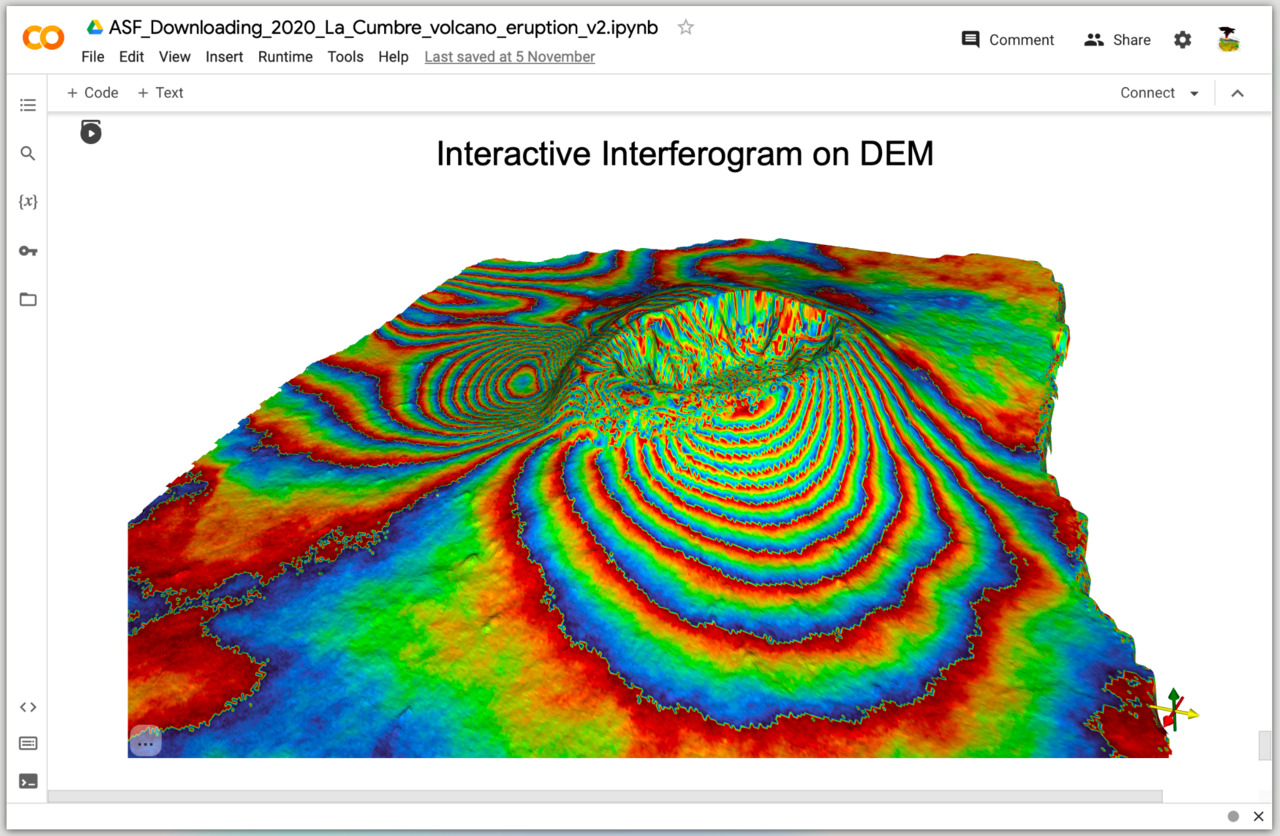 ASF_Downloading_2020_La_Cumbre_volcano_eruption_v2.ipynb
File Edit View Insert Runtime Tools Help Last saved at 5 November
Comment Share
+ Code + Text
Connect
{x}
Interactive Interferogram on DEM